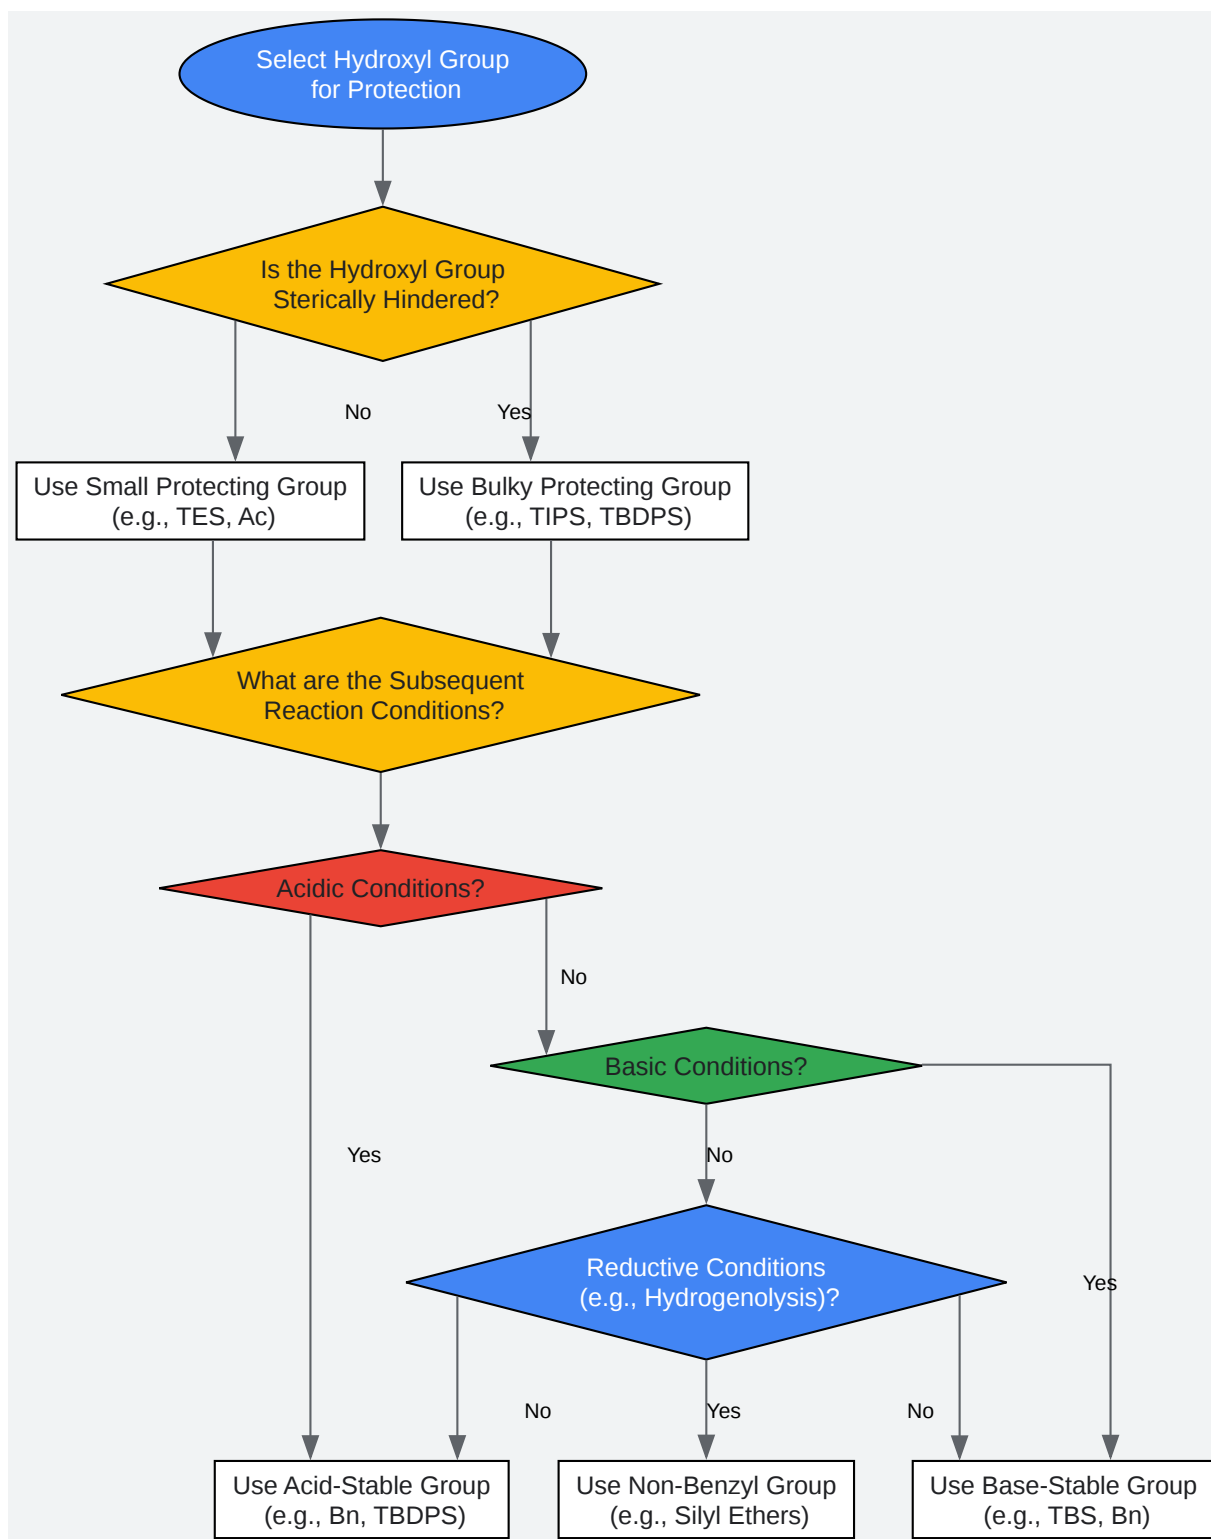 Select Hydroxyl Group
for Protection
Is the Hydroxyl Group
Sterically Hindered?
No
Yes
Use Small Protecting Group
(e.g., TES, Ac)
Use Bulky Protecting Group
(e.g., TIPS, TBDPS)
What are the Subsequent
Reaction Conditions?
Acidic Conditions?
No
Basic Conditions?
Yes
No
Reductive Conditions
(e.g., Hydrogenolysis)?
Yes
No
Yes
No
Use Acid-Stable Group
(e.g., Bn, TBDPS)
Use Non-Benzyl Group
(e.g., Silyl Ethers)
Use Base-Stable Group
(e.g., TBS, Bn)